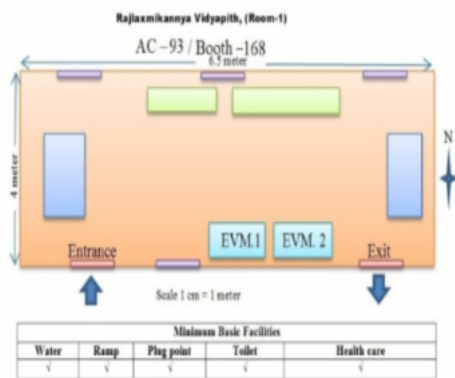 Rajlaxmikannya Vidyapith, (Room-1)
AC –93 / Booth –168
6.5 meter
4 meter
N
EVM.1 EVM. 2
Entrance Exit
Scale 1 cm = 1 meter
Minimum Basic Facilities
Water Ramp Plug point Toilet Health care
√ √ √ √ √